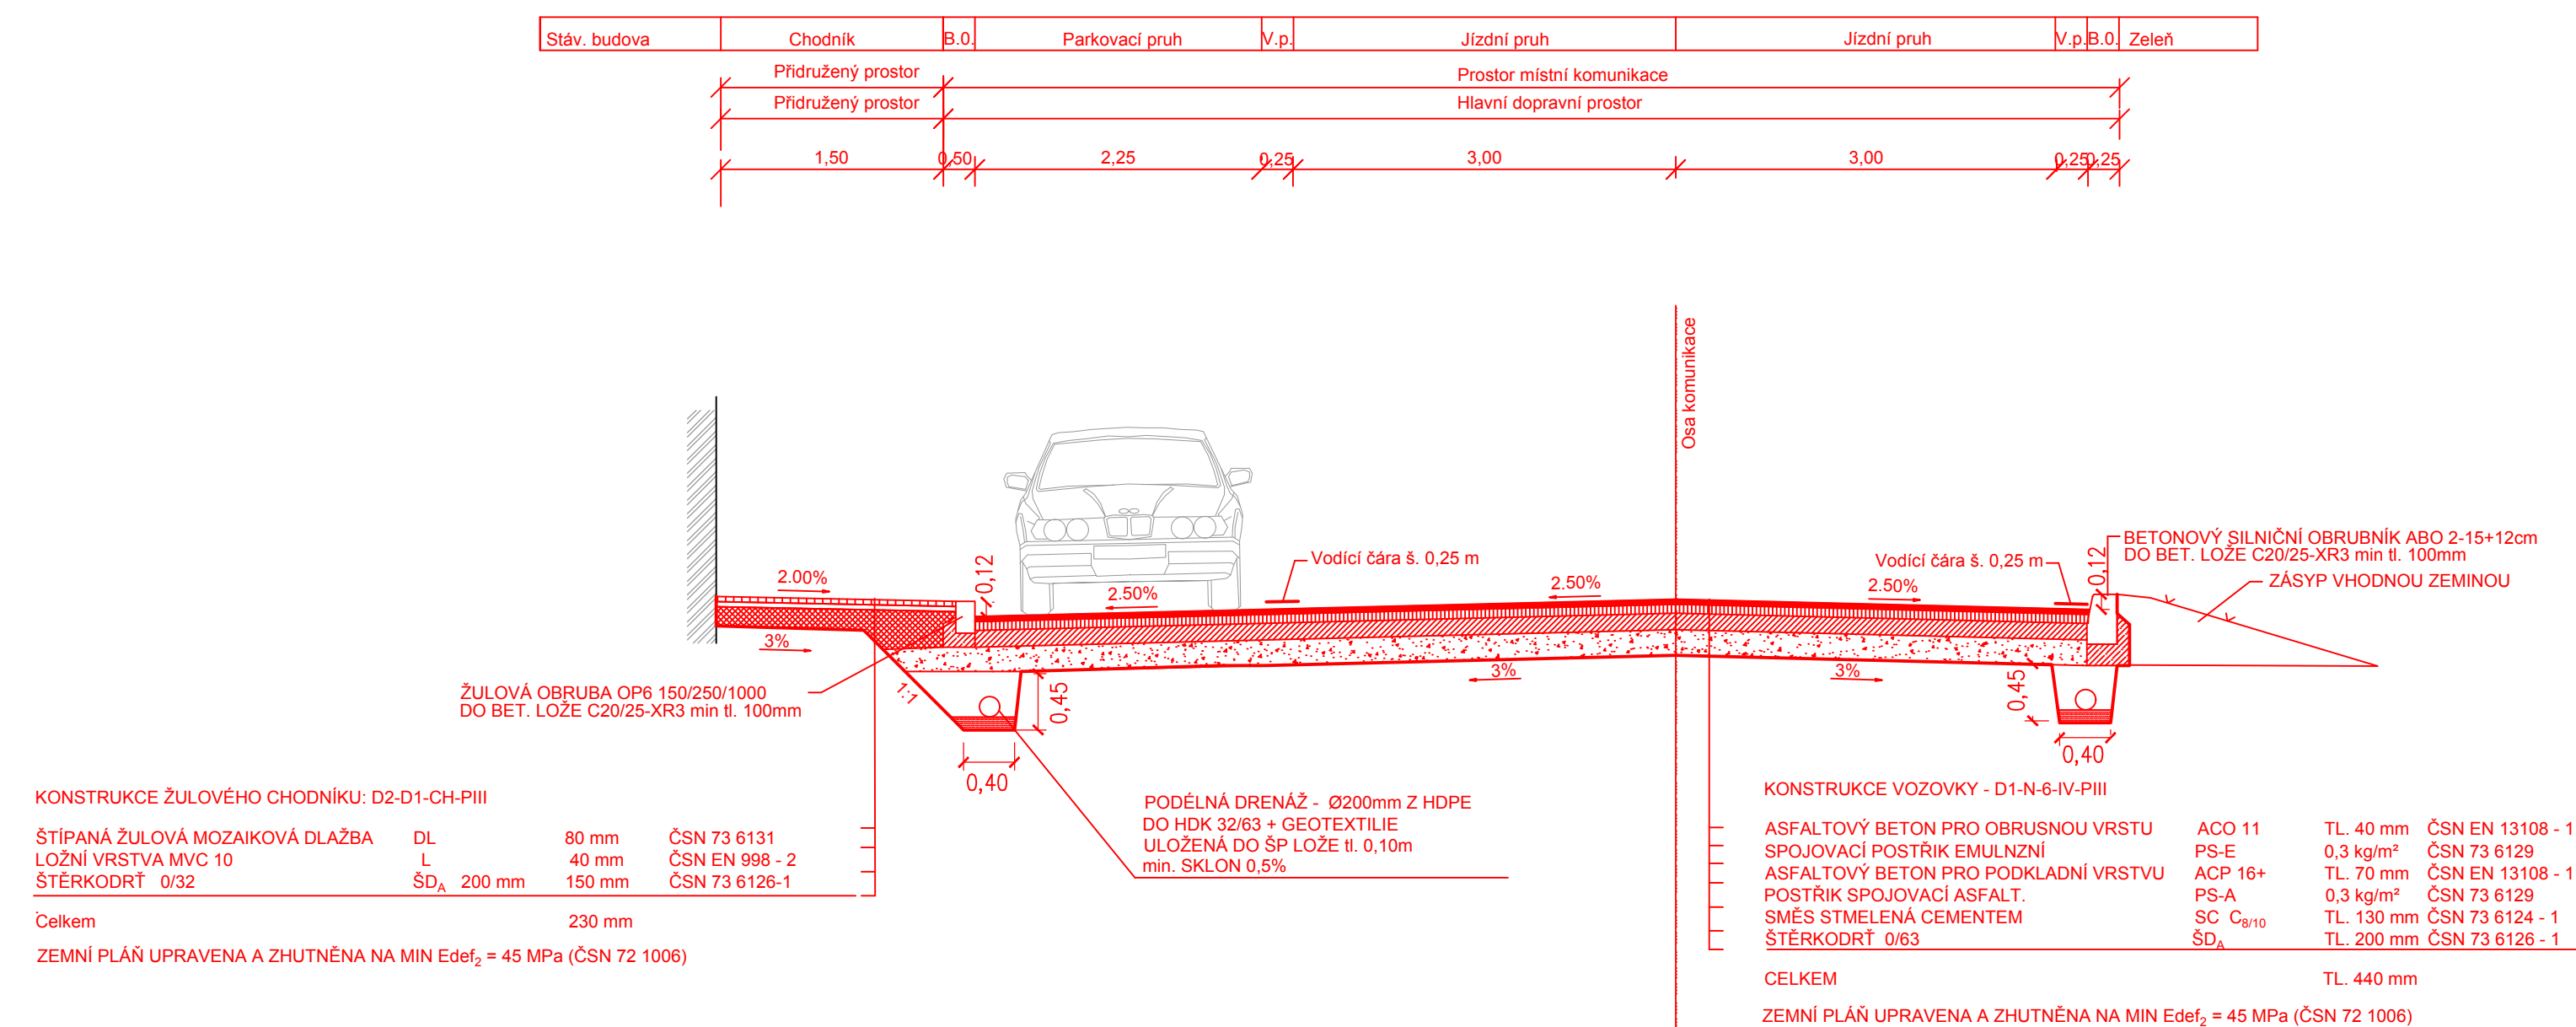 Stáv. budova Chodník B.0. Parkovací pruh V.p. Jízdní pruh Jízdní pruh V.p. B.0. Zeleň
Přidružený prostor Prostor místní komunikace
Přidružený prostor Hlavní dopravní prostor
1,50 0,50 2,25 0,25 3,00 3,00 0,25 0,25
Osa komunikace
BETONOVÝ SILNIČNÍ OBRUBNÍK ABO 2-15+12cm
DO BET. LOŽE C20/25-XR3 min tl. 100mm
ZÁSYP VHODNOU ZEMINOU
Vodící čára š. 0,25 m
Vodící čára š. 0,25 m
0,12
0,12
2.00%
2.50%
2.50%
2.50%
3%
3%
3%
1:1
0,45
0,45
0,40
0,40
ŽULOVÁ OBRUBA OP6 150/250/1000
DO BET. LOŽE C20/25-XR3 min tl. 100mm
PODÉLNÁ DRENÁŽ - Ø200mm Z HDPE
DO HDK 32/63 + GEOTEXTILIE
ULOŽENÁ DO ŠP LOŽE tl. 0,10m
min. SKLON 0,5%
KONSTRUKCE ŽULOVÉHO CHODNÍKU: D2-D1-CH-PIII
ŠTÍPANÁ ŽULOVÁ MOZAIKOVÁ DLAŽBA DL 80 mm ČSN 73 6131
LOŽNÍ VRSTVA MVC 10 L 40 mm ČSN EN 998 - 2
ŠTĚRKODRŤ 0/32 ŠDA 200 mm 150 mm ČSN 73 6126-1
Celkem 230 mm
ZEMNÍ PLÁŇ UPRAVENA A ZHUTNĚNA NA MIN Edef2 = 45 MPa (ČSN 72 1006)
KONSTRUKCE VOZOVKY - D1-N-6-IV-PIII
ASFALTOVÝ BETON PRO OBRUSNOU VRSTU ACO 11 TL. 40 mm ČSN EN 13108 - 1
SPOJOVACÍ POSTŘIK EMULNZNÍ PS-E 0,3 kg/m² ČSN 73 6129
ASFALTOVÝ BETON PRO PODKLADNÍ VRSTVU ACP 16+ TL. 70 mm ČSN EN 13108 - 1
POSTŘIK SPOJOVACÍ ASFALT. PS-A 0,3 kg/m² ČSN 73 6129
SMĚS STMELENÁ CEMENTEM SC C8/10 TL. 130 mm ČSN 73 6124 - 1
ŠTĚRKODRŤ 0/63 ŠDA TL. 200 mm ČSN 73 6126 - 1
CELKEM TL. 440 mm
ZEMNÍ PLÁŇ UPRAVENA A ZHUTNĚNA NA MIN Edef2 = 45 MPa (ČSN 72 1006)